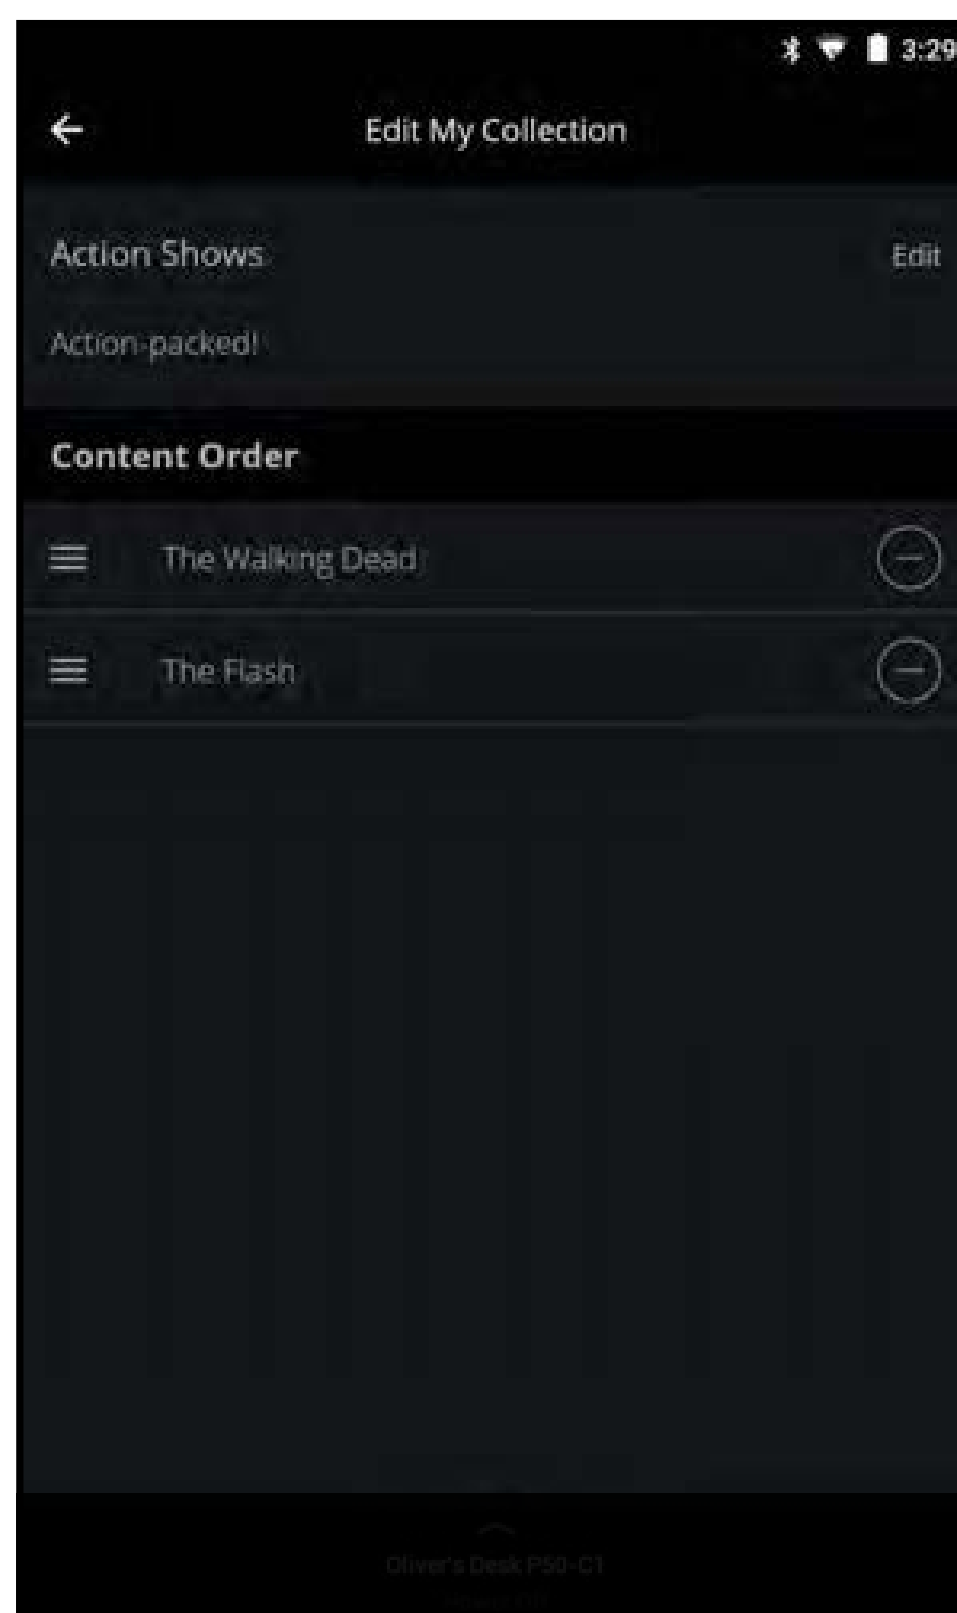 3:29
Edit My Collection
Action Shows
Edit
Action-packed!
Content Order
The Walking Dead
The Flash
Oliver's Desk P50-C1